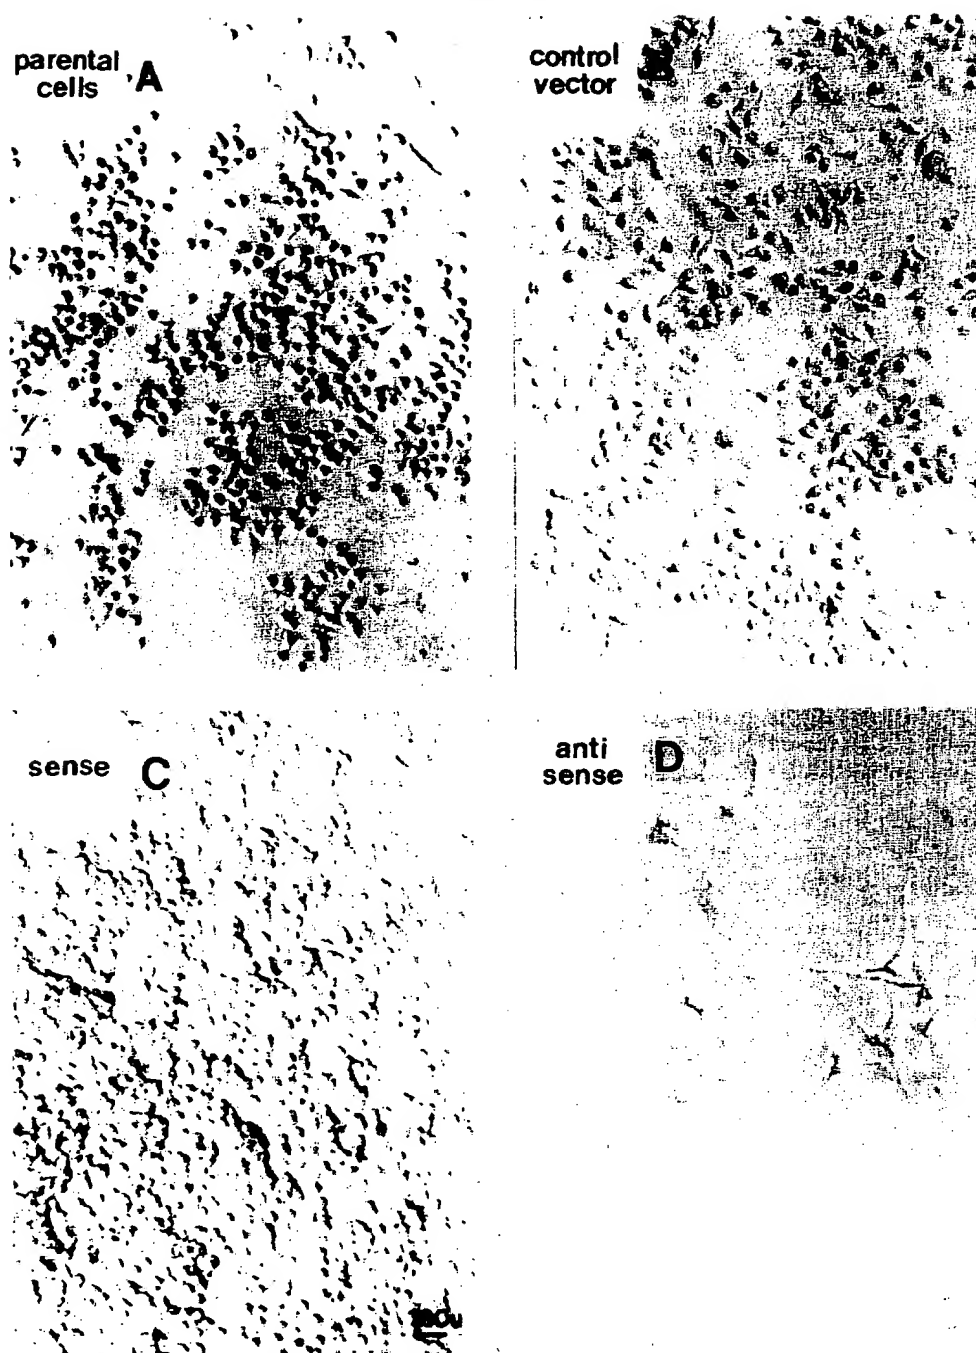 parental
cells A
control
vector B
sense C
anti
sense D